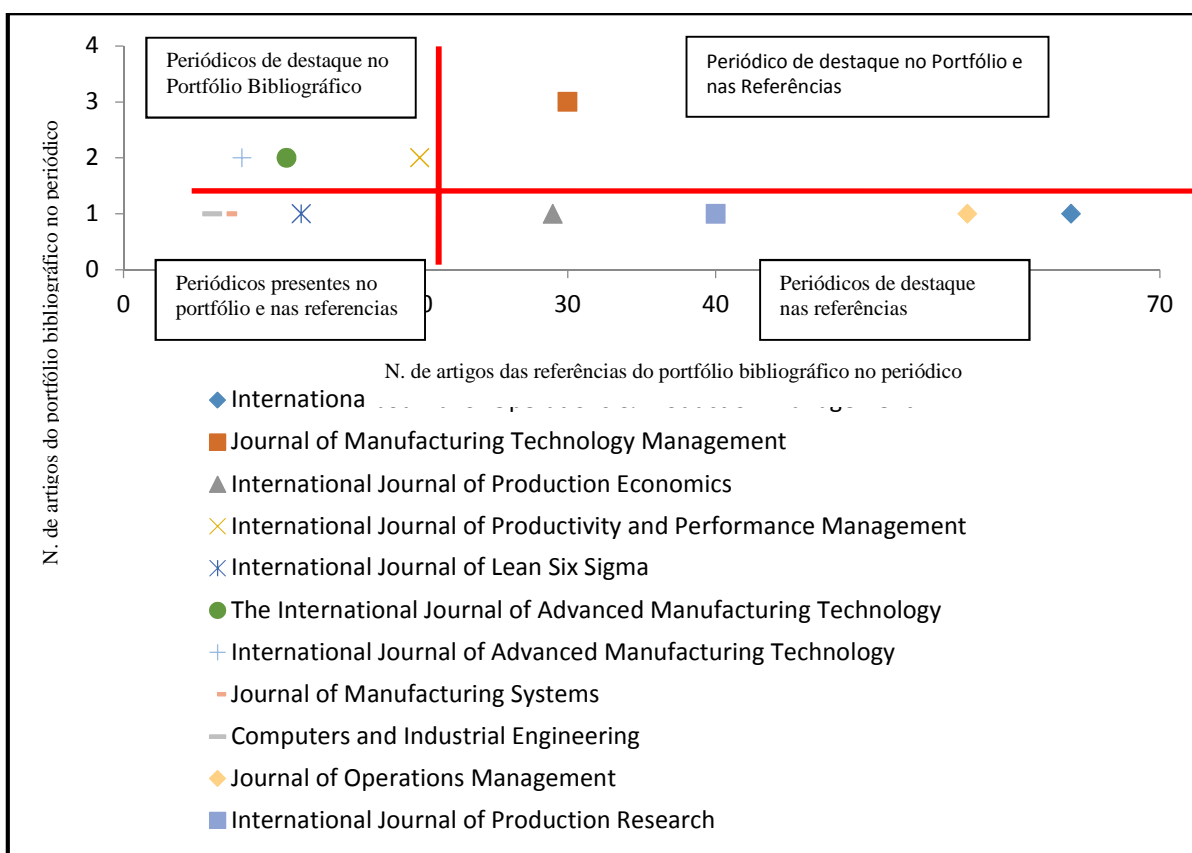 Periódicos de destaque no
Portfólio Bibliográfico
Periódico de destaque no Portfólio e
nas Referências
4
3
2
1
0
N. de artigos do portfólio bibliográfico no periódico
0
30
40
70
Periódicos presentes no
portfólio e nas referencias
Periódicos de destaque
nas referências
N. de artigos das referências do portfólio bibliográfico no periódico
Journal of Manufacturing Technology Management
International Journal of Production Economics
International Journal of Productivity and Performance Management
International Journal of Lean Six Sigma
The International Journal of Advanced Manufacturing Technology
International Journal of Advanced Manufacturing Technology
Journal of Manufacturing Systems
Computers and Industrial Engineering
Journal of Operations Management
International Journal of Production Research